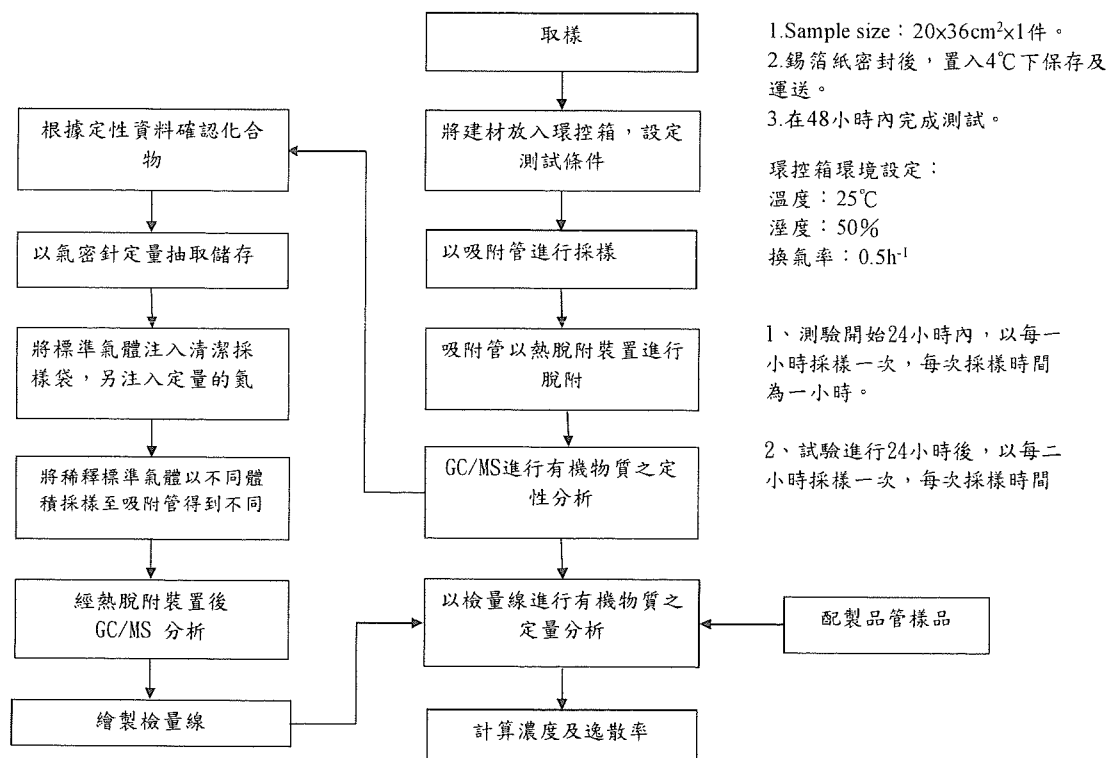 取樣
將建材放入環控箱，設定
測試條件
以吸附管進行採樣
吸附管以熱脫附裝置進行
脫附
GC/MS進行有機物質之定
性分析
以檢量線進行有機物質之
定量分析
計算濃度及逸散率
根據定性資料確認化合
物
以氣密針定量抽取儲存
將標準氣體注入清潔採
樣袋，另注入定量的氮
將稀釋標準氣體以不同體
積採樣至吸附管得到不同
經熱脫附裝置後
GC/MS 分析
繪製檢量線
配製品管樣品
1.Sample size：20x36cm²x1件。
2.錫箔紙密封後，置入4℃下保存及
運送。
3.在48小時內完成測試。
環控箱環境設定：
溫度：25℃
溼度：50%
換氣率：0.5h⁻¹
1、測驗開始24小時內，以每一
小時採樣一次，每次採樣時間
為一小時。
2、試驗進行24小時後，以每二
小時採樣一次，每次採樣時間